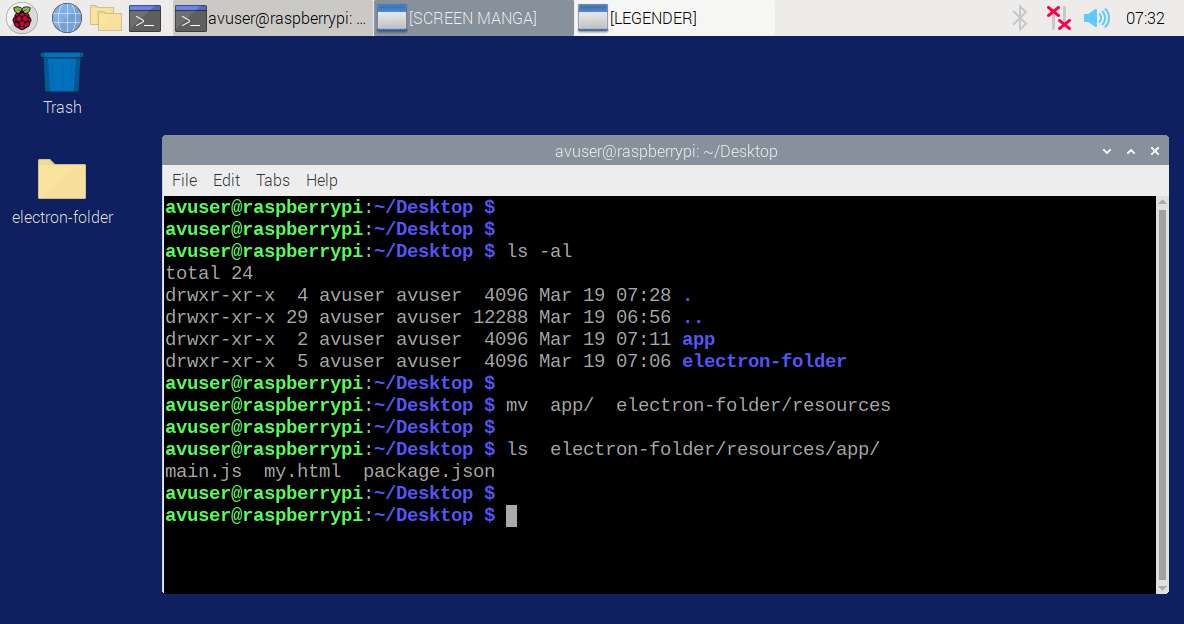 avuser@raspberrypi: ... [SCREEN MANGA] [LEGENDER] 07:32
Trash
electron-folder
avuser@raspberrypi: ~/Desktop
File Edit Tabs Help
avuser@raspberrypi:~/Desktop $
avuser@raspberrypi:~/Desktop $
avuser@raspberrypi:~/Desktop $ ls -al
total 24
drwxr-xr-x  4 avuser avuser  4096 Mar 19 07:28 .
drwxr-xr-x 29 avuser avuser 12288 Mar 19 06:56 ..
drwxr-xr-x  2 avuser avuser  4096 Mar 19 07:11 app
drwxr-xr-x  5 avuser avuser  4096 Mar 19 07:06 electron-folder
avuser@raspberrypi:~/Desktop $
avuser@raspberrypi:~/Desktop $ mv  app/  electron-folder/resources
avuser@raspberrypi:~/Desktop $
avuser@raspberrypi:~/Desktop $ ls  electron-folder/resources/app/
main.js  my.html  package.json
avuser@raspberrypi:~/Desktop $
avuser@raspberrypi:~/Desktop $